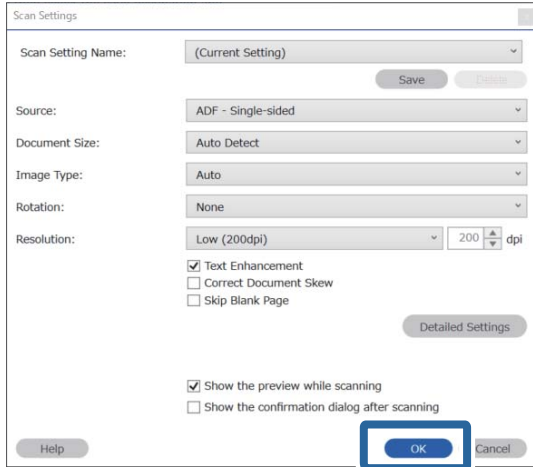 Scan Settings
Scan Setting Name: (Current Setting)
Save Delete
Source: ADF - Single-sided
Document Size: Auto Detect
Image Type: Auto
Rotation: None
Resolution: Low (200dpi) 200 dpi
Text Enhancement
Correct Document Skew
Skip Blank Page
Detailed Settings
Show the preview while scanning
Show the confirmation dialog after scanning
Help OK Cancel